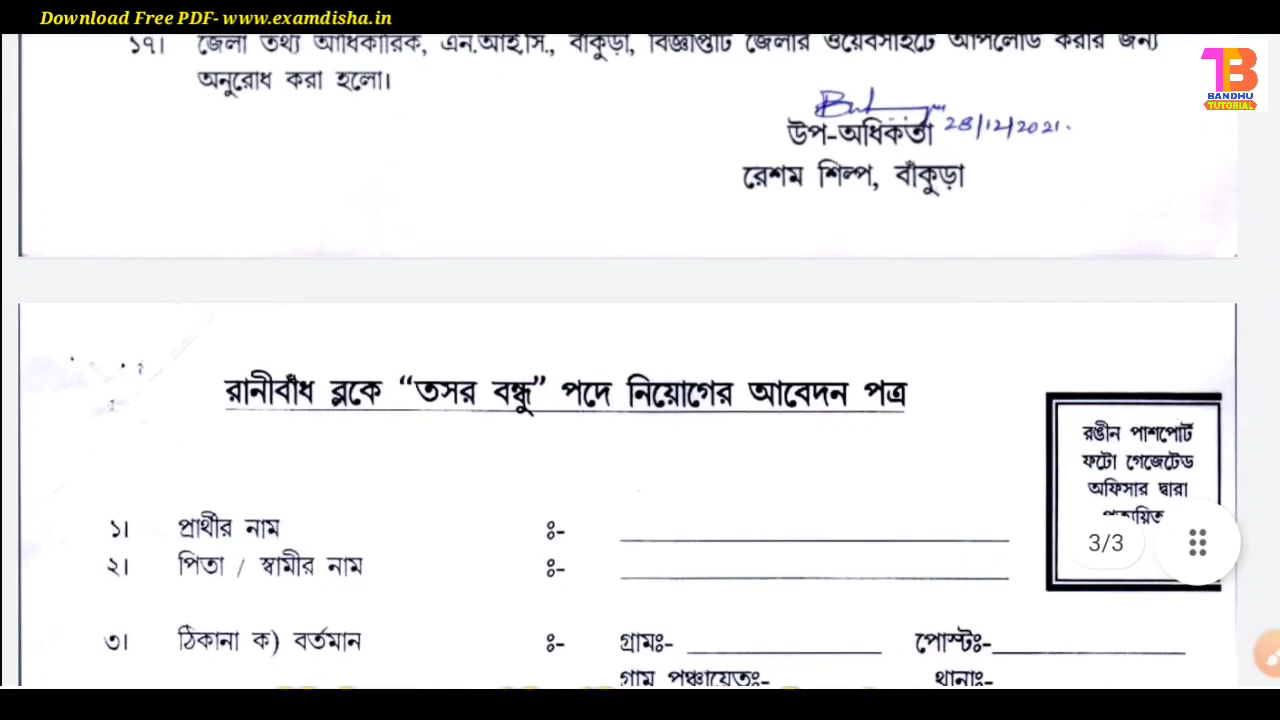 Download Free PDF- www.examdisha.in
১৭। জেলা তথ্য আধিকারিক, এন.আই.সি., বাঁকুড়া, বিজ্ঞপ্তিটি জেলার ওয়েবসাইটে আপলোড করার জন্য
অনুরোধ করা হলো।
TB
BANDHU
TUTORIAL
28/12/2021.
উপ-অধিকর্তা
রেশম শিল্প, বাঁকুড়া
রানীবাঁধ ব্লকে “তসর বন্ধু” পদে নিয়োগের আবেদন পত্র
রঙীন পাশপোর্ট
ফটো গেজেটেড
অফিসার দ্বারা
১। প্রার্থীর নাম ঃ-
3/3
২। পিতা / স্বামীর নাম ঃ-
৩। ঠিকানা ক) বর্তমান ঃ- গ্রামঃ- পোস্টঃ-
গ্রাম পঞ্চায়েতঃ- থানাঃ-